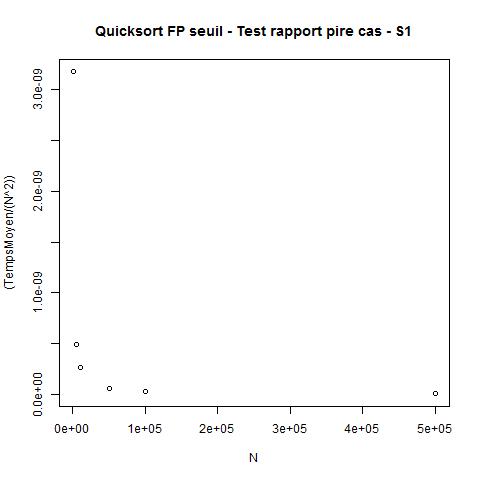 Quicksort FP seuil - Test rapport pire cas - S1
(TempsMoyen/(N^2))
3.0e-09
2.0e-09
1.0e-09
0.0e+00
0e+00 1e+05 2e+05 3e+05 4e+05 5e+05
N